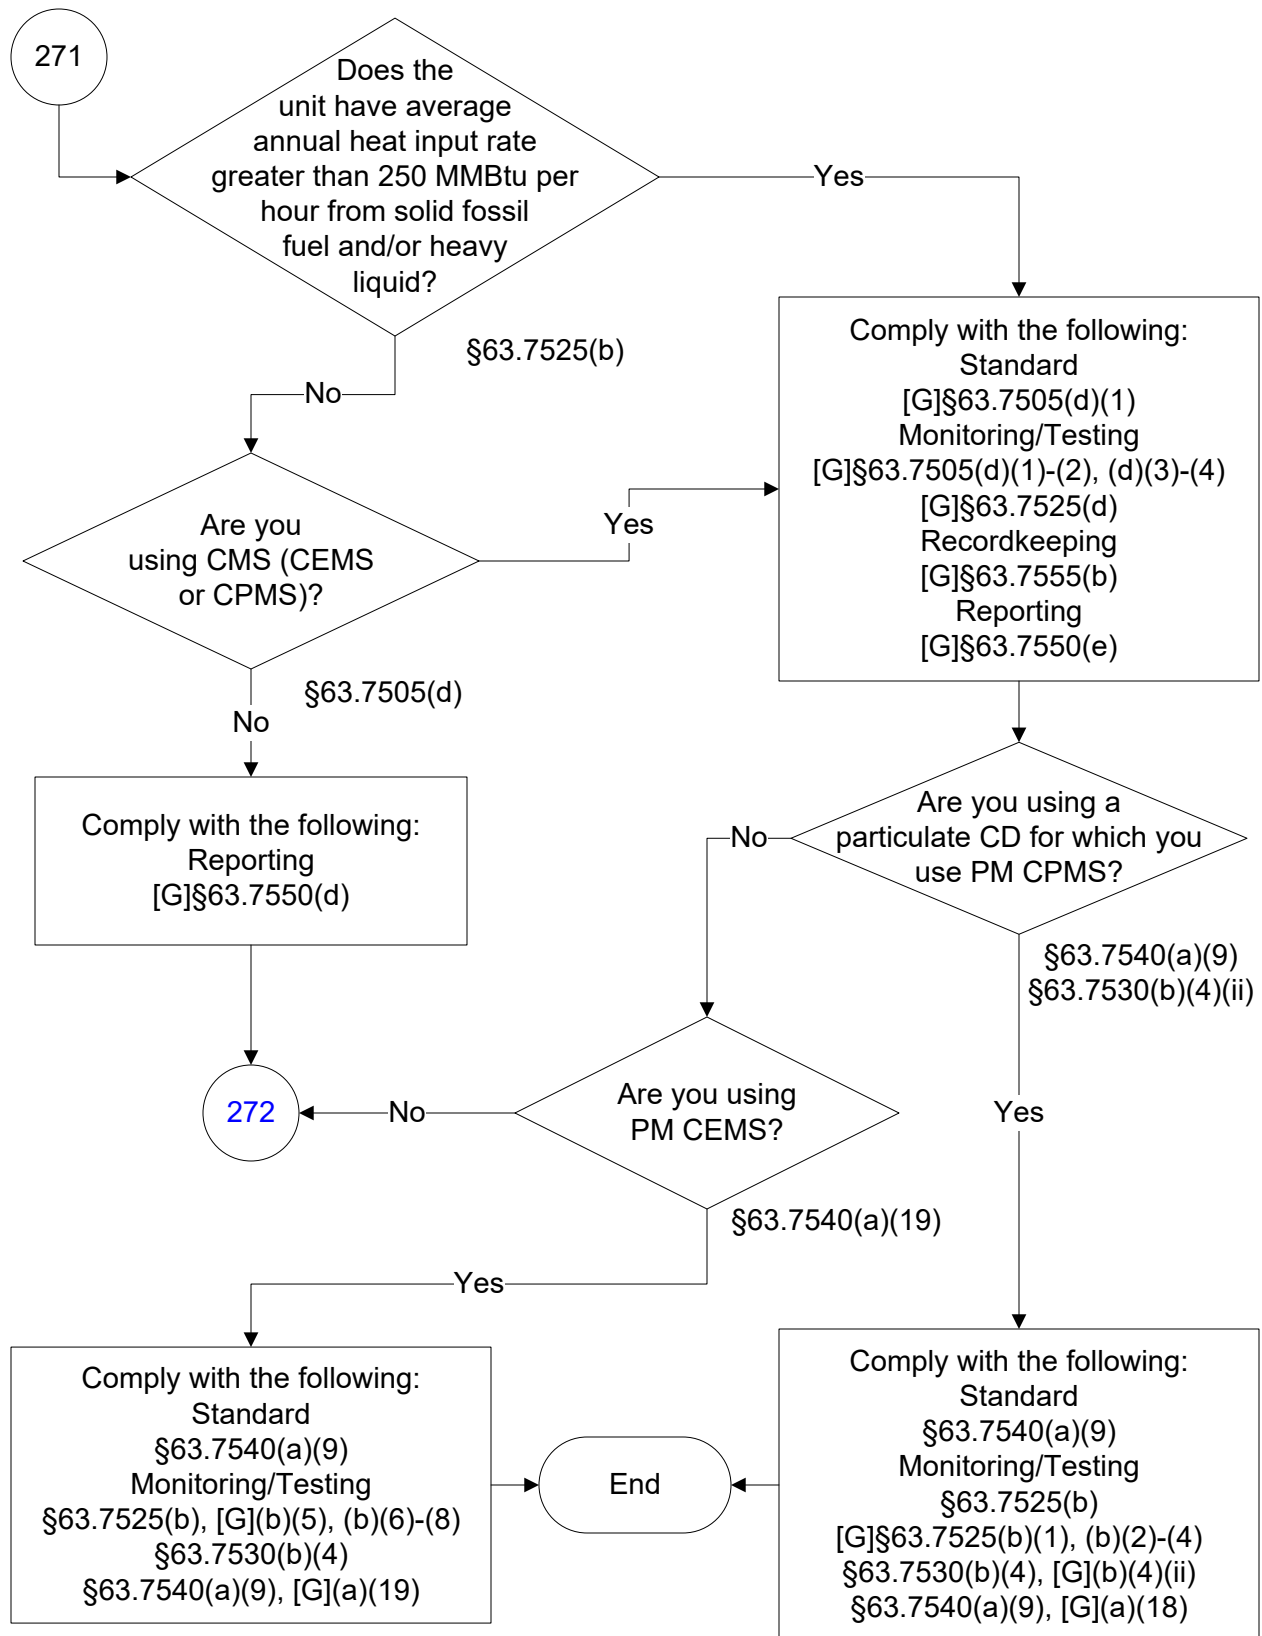 271
Does the
unit have average
annual heat input rate
greater than 250 MMBtu per
hour from solid fossil
fuel and/or heavy
liquid?
Yes
§63.7525(b)
No
Comply with the following:
Standard
[G]§63.7505(d)(1)
Monitoring/Testing
[G]§63.7505(d)(1)-(2), (d)(3)-(4)
[G]§63.7525(d)
Recordkeeping
[G]§63.7555(b)
Reporting
[G]§63.7550(e)
Are you
using CMS (CEMS
or CPMS)?
Yes
§63.7505(d)
No
Comply with the following:
Reporting
[G]§63.7550(d)
Are you using a
particulate CD for which you
use PM CPMS?
No
§63.7540(a)(9)
§63.7530(b)(4)(ii)
Yes
Are you using
PM CEMS?
No
272
§63.7540(a)(19)
Yes
Comply with the following:
Standard
§63.7540(a)(9)
Monitoring/Testing
§63.7525(b), [G](b)(5), (b)(6)-(8)
§63.7530(b)(4)
§63.7540(a)(9), [G](a)(19)
End
Comply with the following:
Standard
§63.7540(a)(9)
Monitoring/Testing
§63.7525(b)
[G]§63.7525(b)(1), (b)(2)-(4)
§63.7530(b)(4), [G](b)(4)(ii)
§63.7540(a)(9), [G](a)(18)